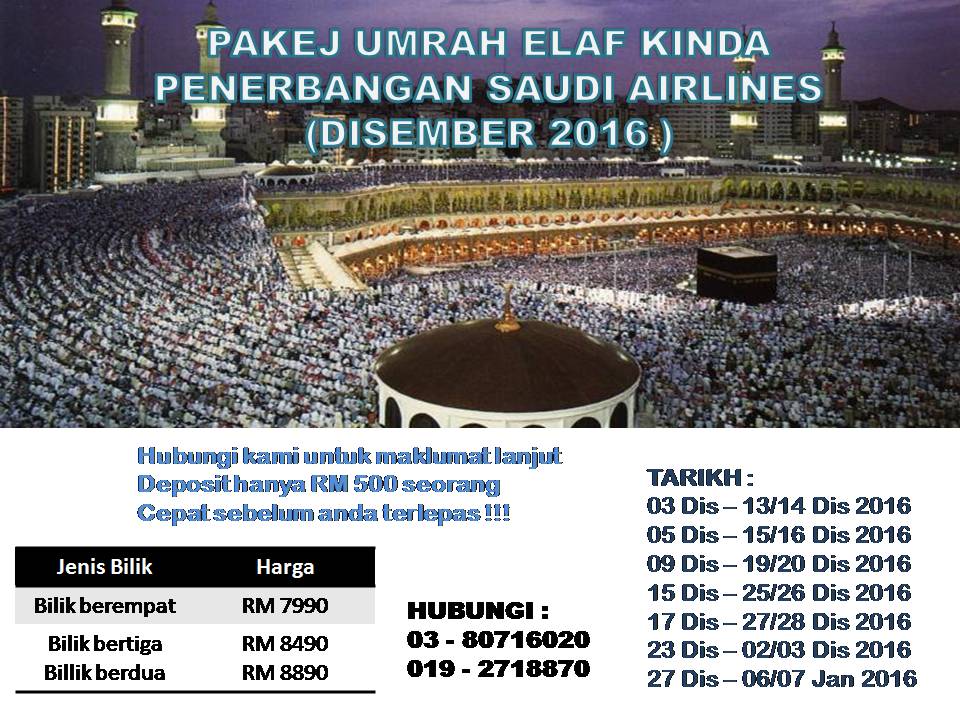 PAKEJ UMRAH ELAF KINDA
PENERBANGAN SAUDI AIRLINES
(DISEMBER 2016 )
Hubungi kami untuk maklumat lanjut
Deposit hanya RM 500 seorang
Cepat sebelum anda terlepas !!!
Jenis Bilik Harga
Bilik berempat RM 7990
Bilik bertiga RM 8490
Billik berdua RM 8890
HUBUNGI :
03 - 80716020
019 - 2718870
TARIKH :
03 Dis – 13/14 Dis 2016
05 Dis – 15/16 Dis 2016
09 Dis – 19/20 Dis 2016
15 Dis – 25/26 Dis 2016
17 Dis – 27/28 Dis 2016
23 Dis – 02/03 Dis 2016
27 Dis – 06/07 Jan 2016